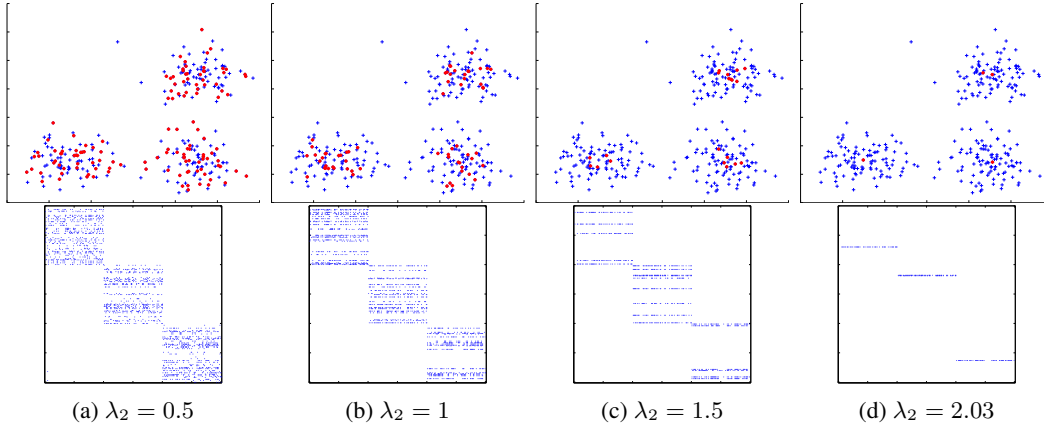 (a) λ₂ = 0.5
(b) λ₂ = 1
(c) λ₂ = 1.5
(d) λ₂ = 2.03